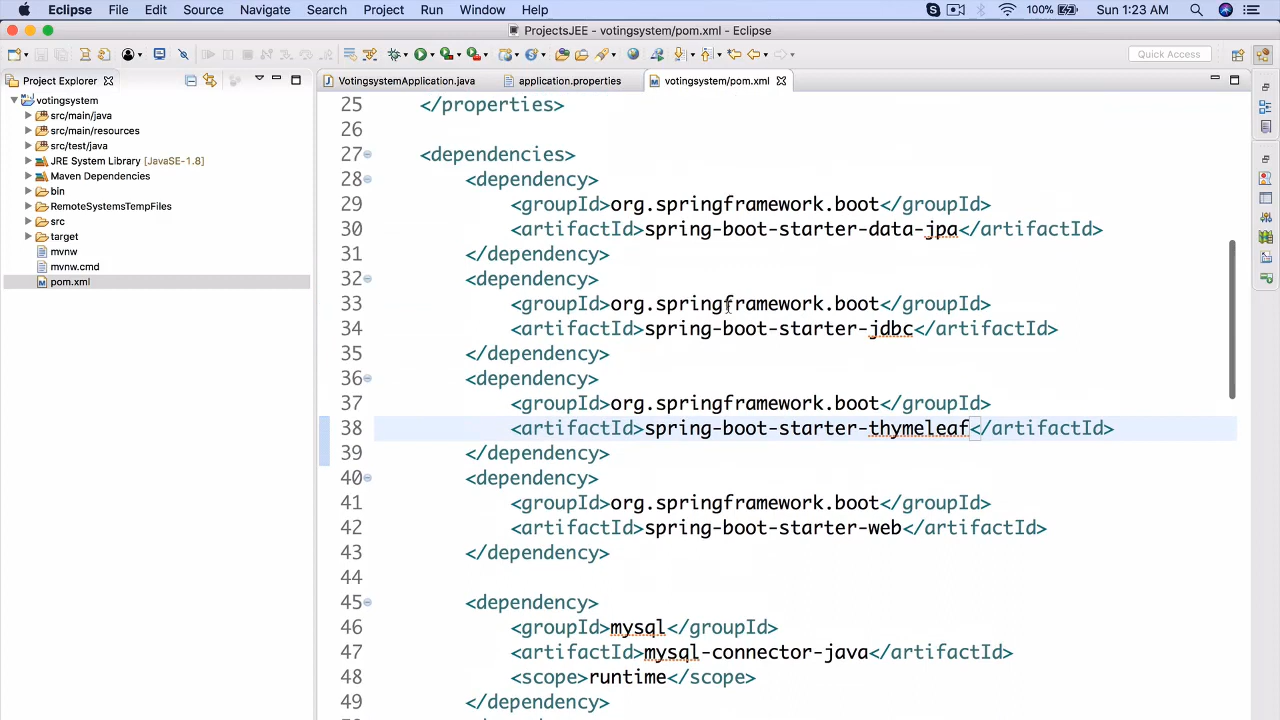 Eclipse File Edit Source Navigate Search Project Run Window Help 100% Sun 1:23 AM
ProjectsJEE - votingsystem/pom.xml - Eclipse
Quick Access
Project Explorer
VotingsystemApplication.java application.properties votingsystem/pom.xml
votingsystem
src/main/java
src/main/resources
src/test/java
JRE System Library [JavaSE-1.8]
Maven Dependencies
bin
RemoteSystemsTempFiles
src
target
mvnw
mvnw.cmd
pom.xml
25 </properties>
26
27 <dependencies>
28 <dependency>
29 <groupId>org.springframework.boot</groupId>
30 <artifactId>spring-boot-starter-data-jpa</artifactId>
31 </dependency>
32 <dependency>
33 <groupId>org.springframework.boot</groupId>
34 <artifactId>spring-boot-starter-jdbc</artifactId>
35 </dependency>
36 <dependency>
37 <groupId>org.springframework.boot</groupId>
38 <artifactId>spring-boot-starter-thymeleaf</artifactId>
39 </dependency>
40 <dependency>
41 <groupId>org.springframework.boot</groupId>
42 <artifactId>spring-boot-starter-web</artifactId>
43 </dependency>
44
45 <dependency>
46 <groupId>mysql</groupId>
47 <artifactId>mysql-connector-java</artifactId>
48 <scope>runtime</scope>
49 </dependency>